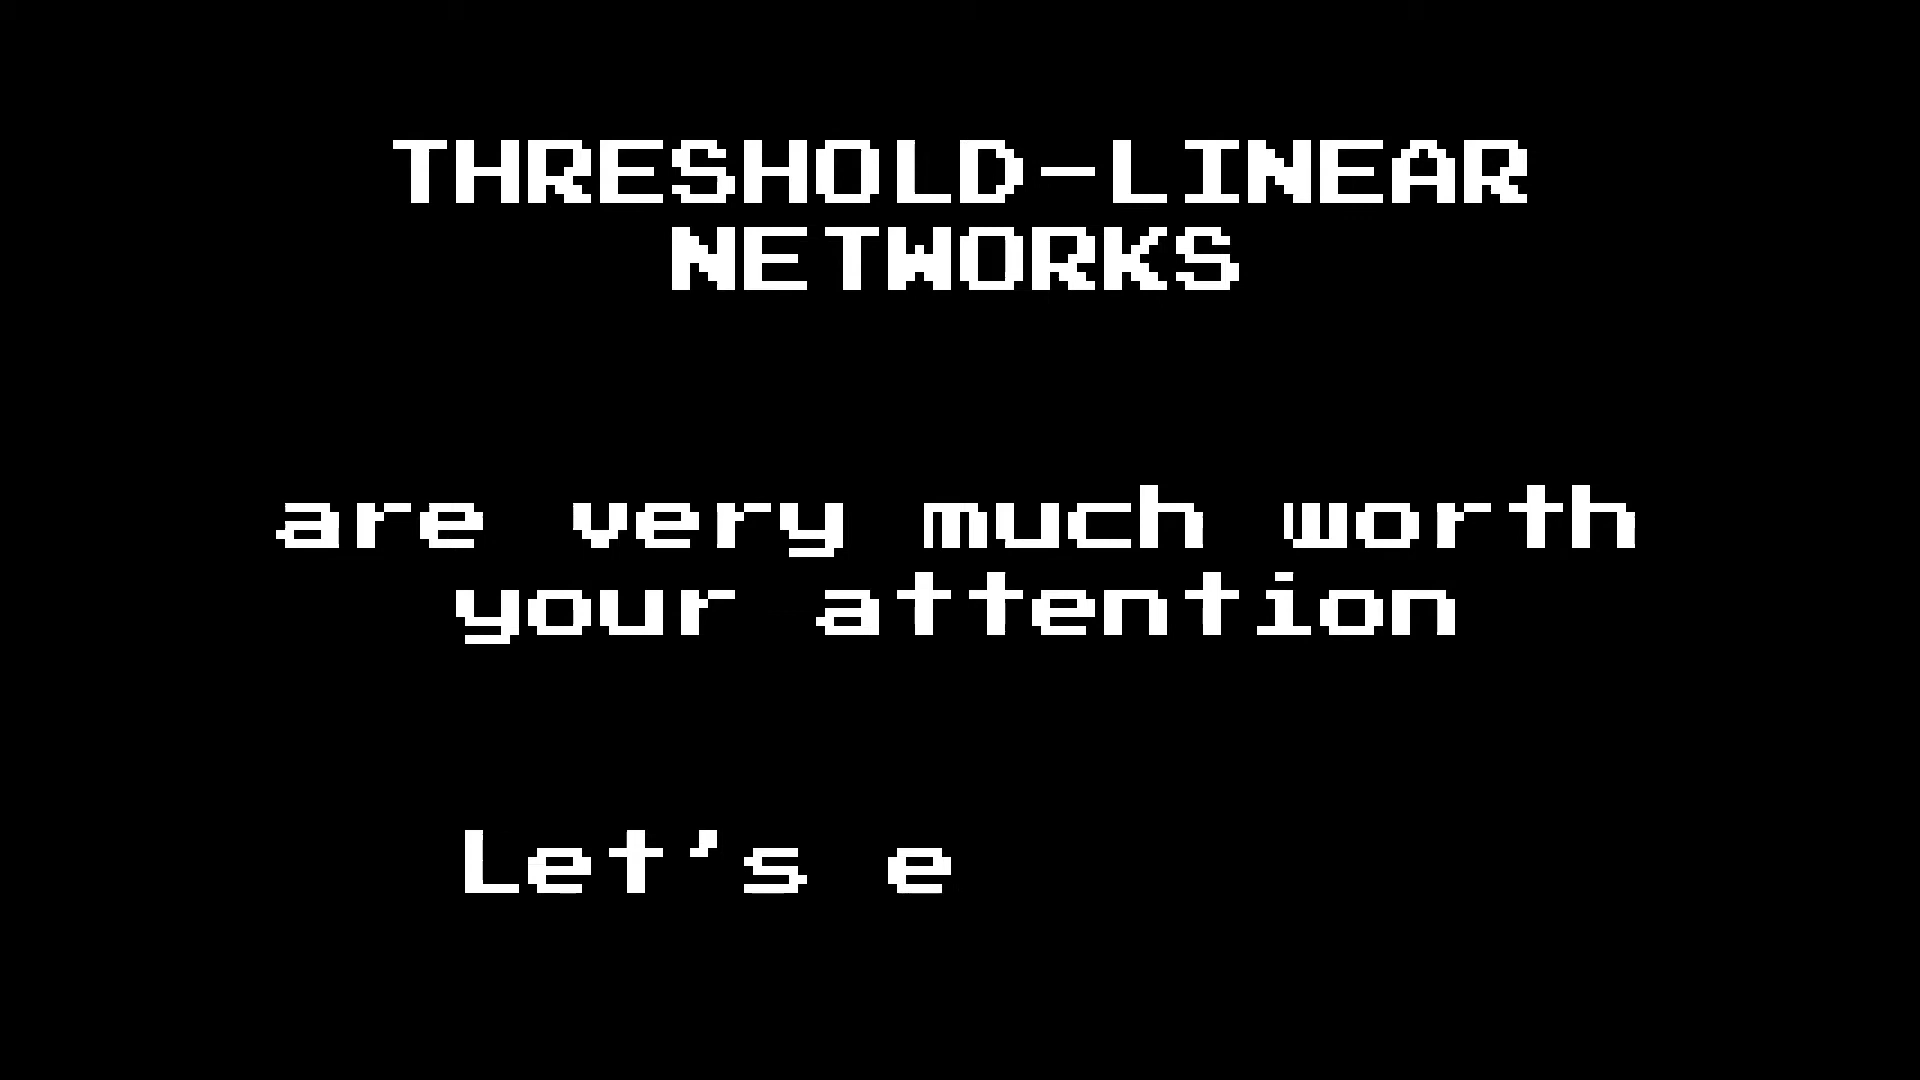 THRESHOLD-LINEAR
NETWORKS
are very much worth
your attention
Let's e